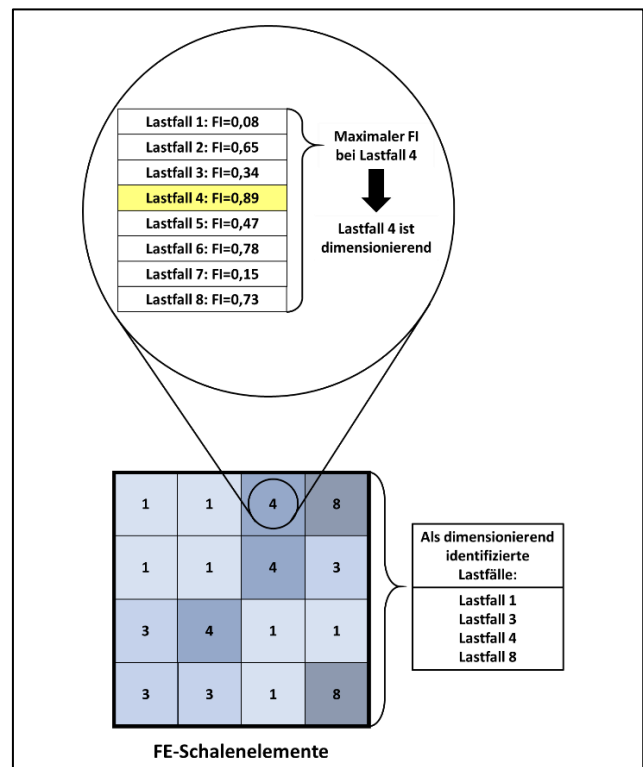 Lastfall 1: FI=0,08
Lastfall 2: FI=0,65
Lastfall 3: FI=0,34
Lastfall 4: FI=0,89
Lastfall 5: FI=0,47
Lastfall 6: FI=0,78
Lastfall 7: FI=0,15
Lastfall 8: FI=0,73
Maximaler FI
bei Lastfall 4
Lastfall 4 ist
dimensionierend
1 1 4 8
1 1 4 3
3 4 1 1
3 3 1 8
FE-Schalenelemente
Als dimensionierend
identifizierte
Lastfälle:
Lastfall 1
Lastfall 3
Lastfall 4
Lastfall 8